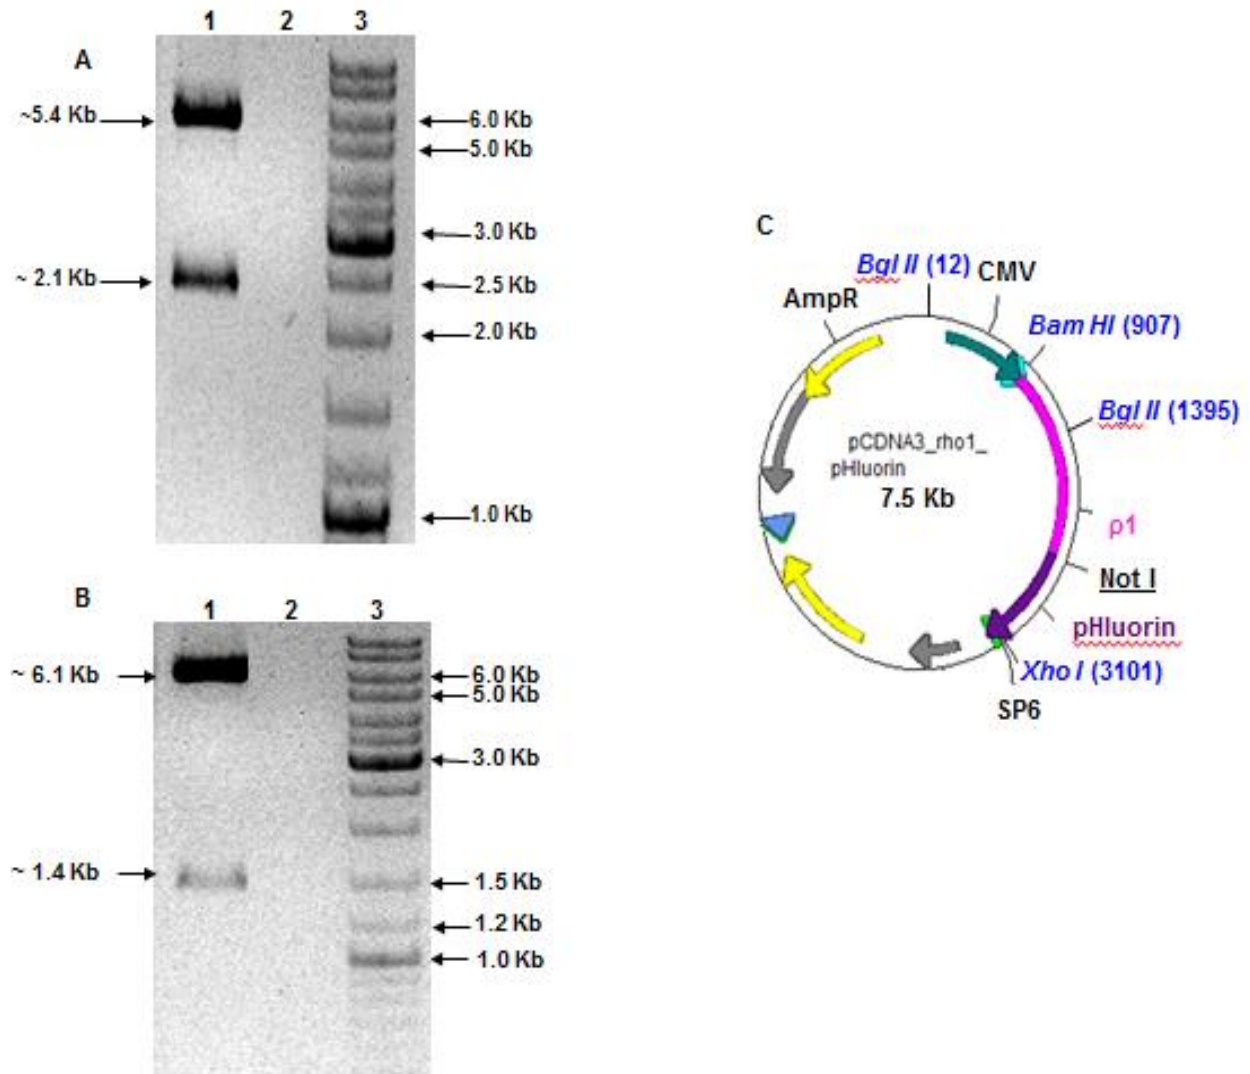 1 2 3
A
~5.4 Kb
~ 2.1 Kb
6.0 Kb
5.0 Kb
3.0 Kb
2.5 Kb
2.0 Kb
1.0 Kb
B
1 2 3
~ 6.1 Kb
~ 1.4 Kb
6.0 Kb
5.0 Kb
3.0 Kb
1.5 Kb
1.2 Kb
1.0 Kb
C
Bgl II (12) CMV
AmpR
Bam HI (907)
Bgl II (1395)
pCDNA3_rho1_
pHluorin
7.5 Kb
ρ1
Not I
pHluorin
Xho I (3101)
SP6